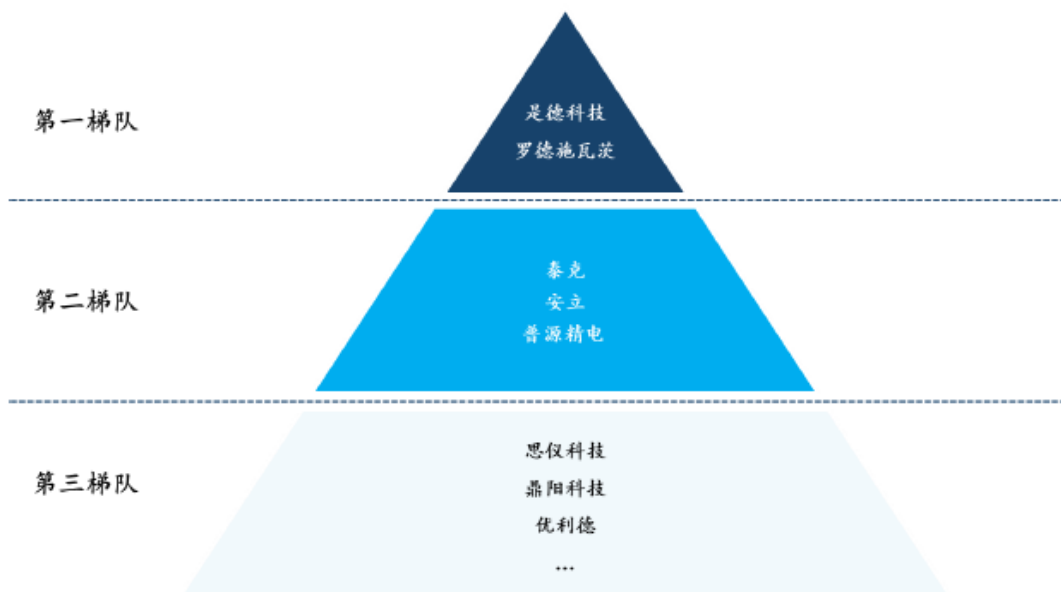 第一梯队
是德科技
罗德施瓦茨
第二梯队
泰克
安立
普源精电
第三梯队
思仪科技
鼎阳科技
优利德
...